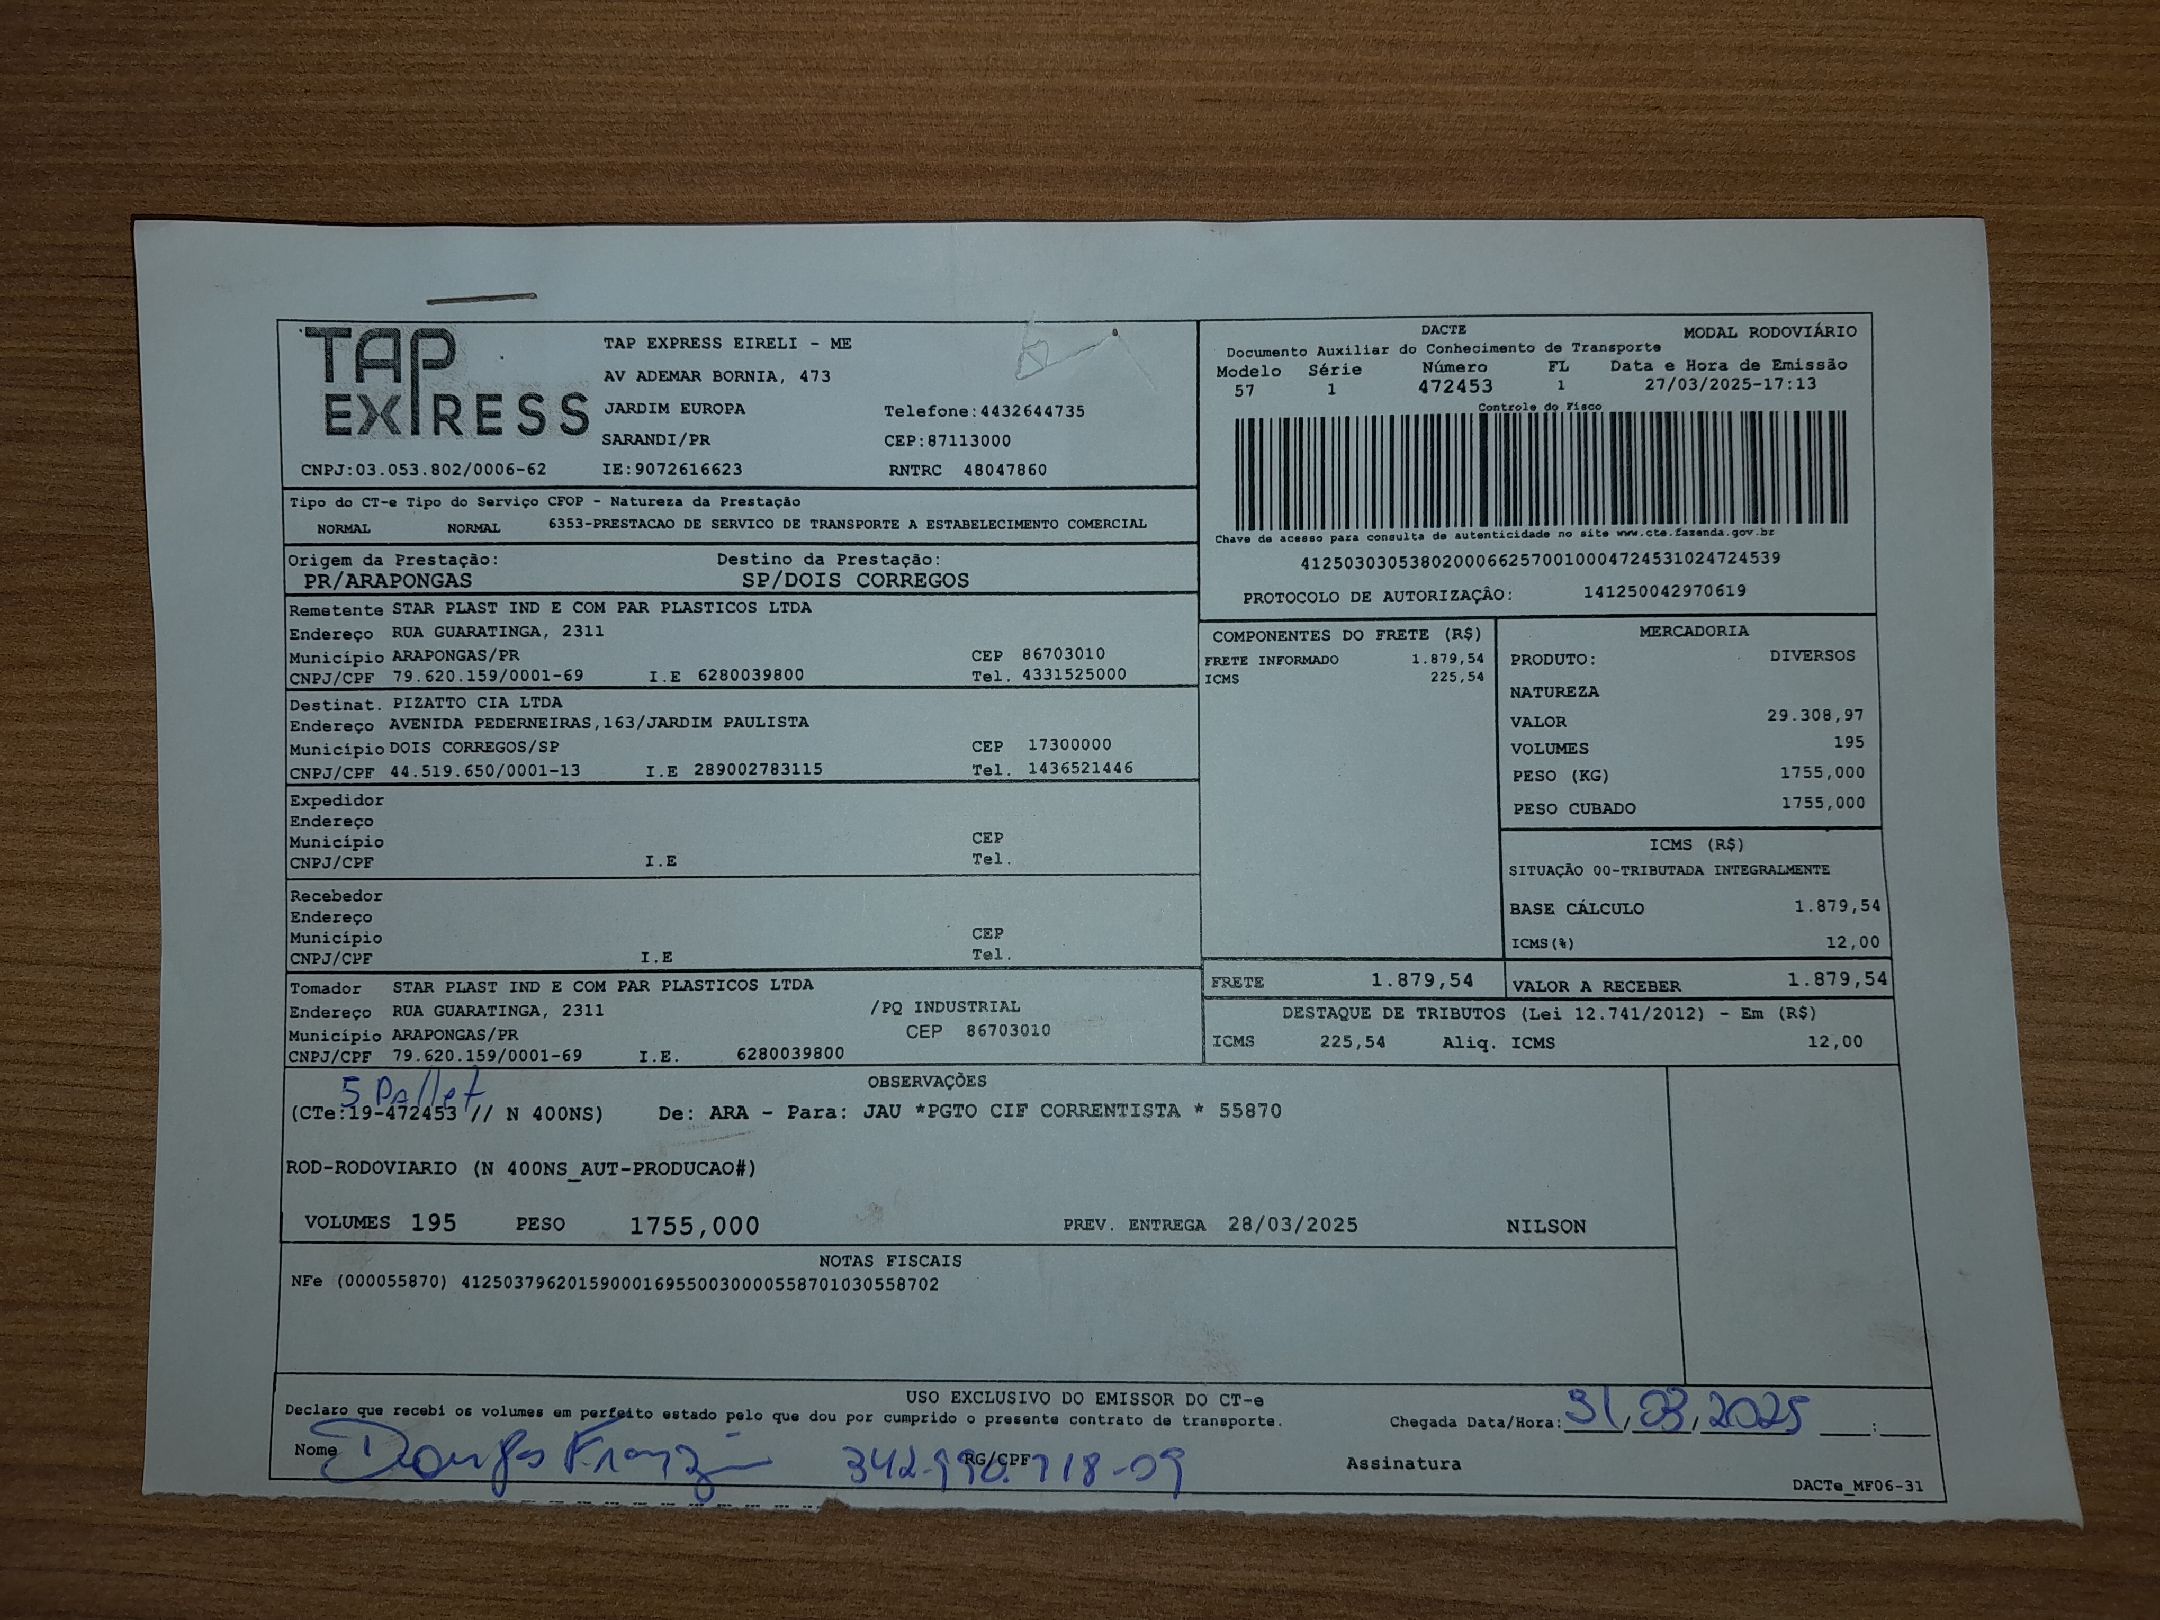 TAP
EXPRESS
TAP EXPRESS EIRELI - ME
AV ADEMAR BORNIA, 473
JARDIM EUROPA Telefone:4432644735
SARANDI/PR CEP:87113000
CNPJ:03.053.802/0006-62 IE:9072616623 RNTRC 48047860
DACTE MODAL RODOVIÁRIO
Documento Auxiliar do Conhecimento de Transporte
Modelo Série Número FL Data e Hora de Emissão
57 1 472453 1 27/03/2025-17:13
Controle do Fisco
Chave de acesso para consulta de autenticidade no site www.cte.fazenda.gov.br
41250303053802000662570010004724531024724539
PROTOCOLO DE AUTORIZAÇÃO: 141250042970619
Tipo do CT-e Tipo do Serviço CFOP - Natureza da Prestação
NORMAL NORMAL 6353-PRESTACAO DE SERVICO DE TRANSPORTE A ESTABELECIMENTO COMERCIAL
Origem da Prestação: Destino da Prestação:
PR/ARAPONGAS SP/DOIS CORREGOS
Remetente STAR PLAST IND E COM PAR PLASTICOS LTDA
Endereço RUA GUARATINGA, 2311
Município ARAPONGAS/PR CEP 86703010
CNPJ/CPF 79.620.159/0001-69 I.E 6280039800 Tel. 4331525000
Destinat. PIZATTO CIA LTDA
Endereço AVENIDA PEDERNEIRAS,163/JARDIM PAULISTA
Município DOIS CORREGOS/SP CEP 17300000
CNPJ/CPF 44.519.650/0001-13 I.E 289002783115 Tel. 1436521446
Expedidor
Endereço
Município CEP
CNPJ/CPF I.E Tel.
Recebedor
Endereço
Município CEP
CNPJ/CPF I.E Tel.
Tomador STAR PLAST IND E COM PAR PLASTICOS LTDA
Endereço RUA GUARATINGA, 2311 /PQ INDUSTRIAL
Município ARAPONGAS/PR CEP 86703010
CNPJ/CPF 79.620.159/0001-69 I.E. 6280039800
COMPONENTES DO FRETE (R$)
FRETE INFORMADO 1.879,54
ICMS 225,54
MERCADORIA
PRODUTO: DIVERSOS
NATUREZA
VALOR 29.308,97
VOLUMES 195
PESO (KG) 1755,000
PESO CUBADO 1755,000
ICMS (R$)
SITUAÇÃO 00-TRIBUTADA INTEGRALMENTE
BASE CÁLCULO 1.879,54
ICMS(%) 12,00
FRETE 1.879,54 VALOR A RECEBER 1.879,54
DESTAQUE DE TRIBUTOS (Lei 12.741/2012) - Em (R$)
ICMS 225,54 Aliq. ICMS 12,00
5 Pallet
OBSERVAÇÕES
(CTe:19-472453 // N 400NS) De: ARA - Para: JAU *PGTO CIF CORRENTISTA * 55870
ROD-RODOVIARIO (N 400NS_AUT-PRODUCAO#)
VOLUMES 195 PESO 1755,000 PREV. ENTREGA 28/03/2025 NILSON
NOTAS FISCAIS
NFe (000055870) 41250379620159000169550030000558701030558702
USO EXCLUSIVO DO EMISSOR DO CT-e
Declaro que recebi os volumes em perfeito estado pelo que dou por cumprido o presente contrato de transporte. Chegada Data/Hora: 31,03,2025 :
Nome RG/CPF 342.990.718-09 Assinatura
DACTe_MF06-31